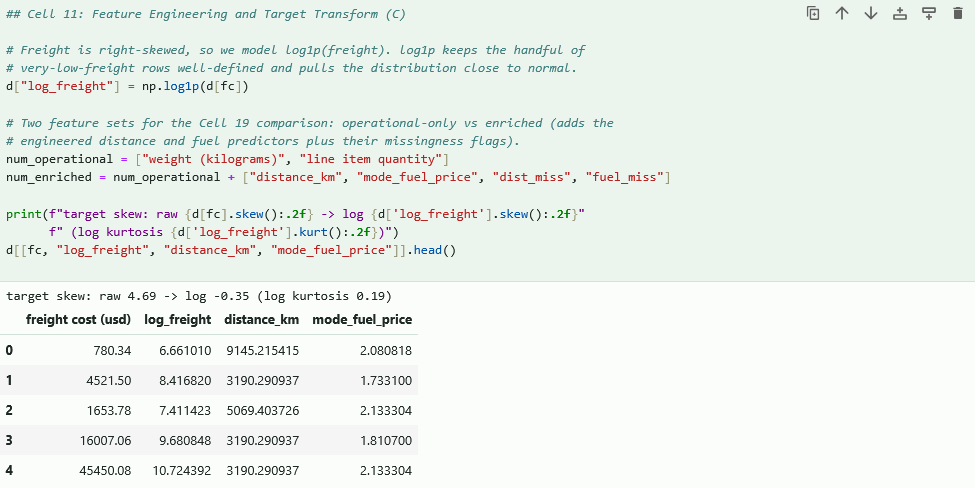 ## Cell 11: Feature Engineering and Target Transform (C)
# Freight is right-skewed, so we model log1p(freight). log1p keeps the handful of
# very-low-freight rows well-defined and pulls the distribution close to normal.
d["log_freight"] = np.log1p(d[fc])
# Two feature sets for the Cell 19 comparison: operational-only vs enriched (adds the
# engineered distance and fuel predictors plus their missingness flags).
num_operational = ["weight (kilograms)", "line item quantity"]
num_enriched = num_operational + ["distance_km", "mode_fuel_price", "dist_miss", "fuel_miss"]
print(f"target skew: raw {d[fc].skew():.2f} -> log {d['log_freight'].skew():.2f}"
f" (log kurtosis {d['log_freight'].kurt():.2f})")
d[[fc, "log_freight", "distance_km", "mode_fuel_price"]].head()
target skew: raw 4.69 -> log -0.35 (log kurtosis 0.19)
freight cost (usd) log_freight distance_km mode_fuel_price
0 780.34 6.661010 9145.215415 2.080818
1 4521.50 8.416820 3190.290937 1.733100
2 1653.78 7.411423 5069.403726 2.133304
3 16007.06 9.680848 3190.290937 1.810700
4 45450.08 10.724392 3190.290937 2.133304